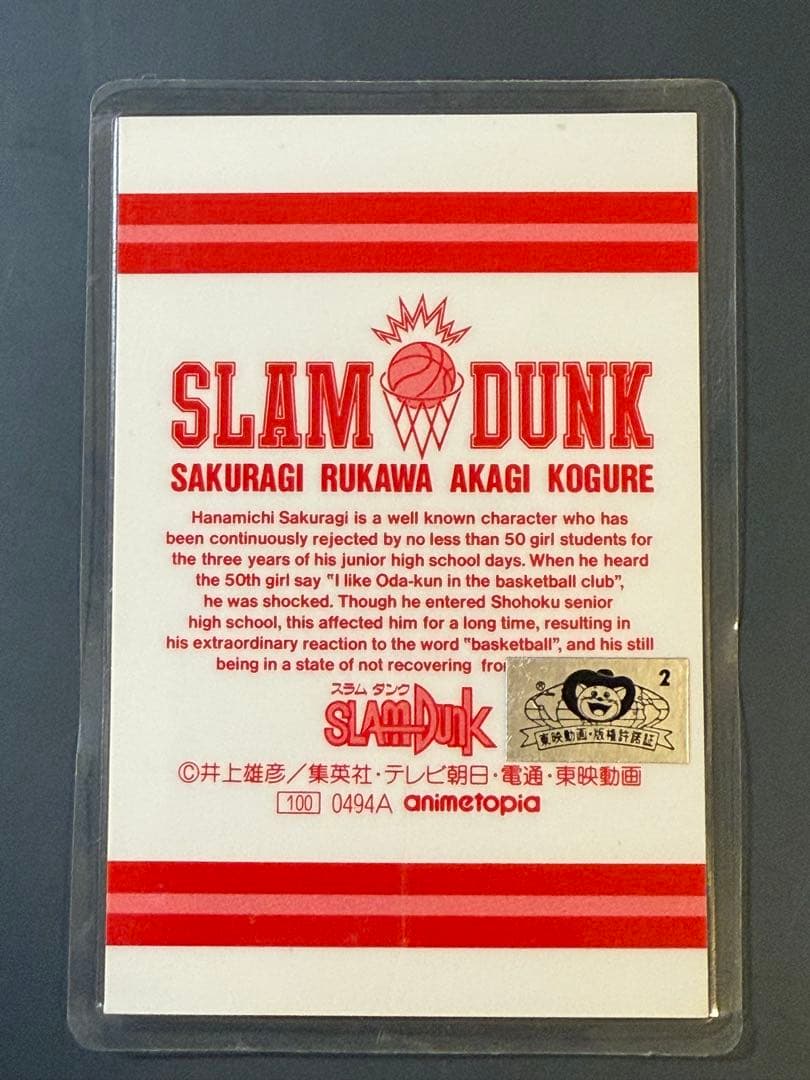 SLAM DUNK
SAKURAGI RUKAWA AKAGI KOGURE
Hanamichi Sakuragi is a well known character who has
been continuously rejected by no less than 50 girl students for
the three years of his junior high school days. When he heard
the 50th girl say "I like Oda-kun in the basketball club",
he was shocked. Though he entered Shohoku senior
high school, this affected him for a long time, resulting in
his extraordinary reaction to the word "basketball", and his still
being in a state of not recovering
スラム ダンク
SLAM DUNK
2
®
東映動画・版権許諾証
©井上雄彦／集英社・テレビ朝日・電通・東映動画
100 0494A animetopia